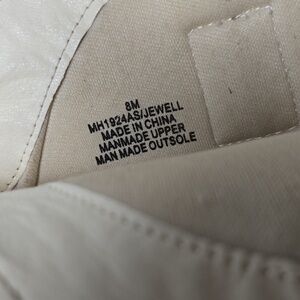 8M
MH1924AS/JEWELL
MADE IN CHINA
MANMADE UPPER
MAN MADE OUTSOLE